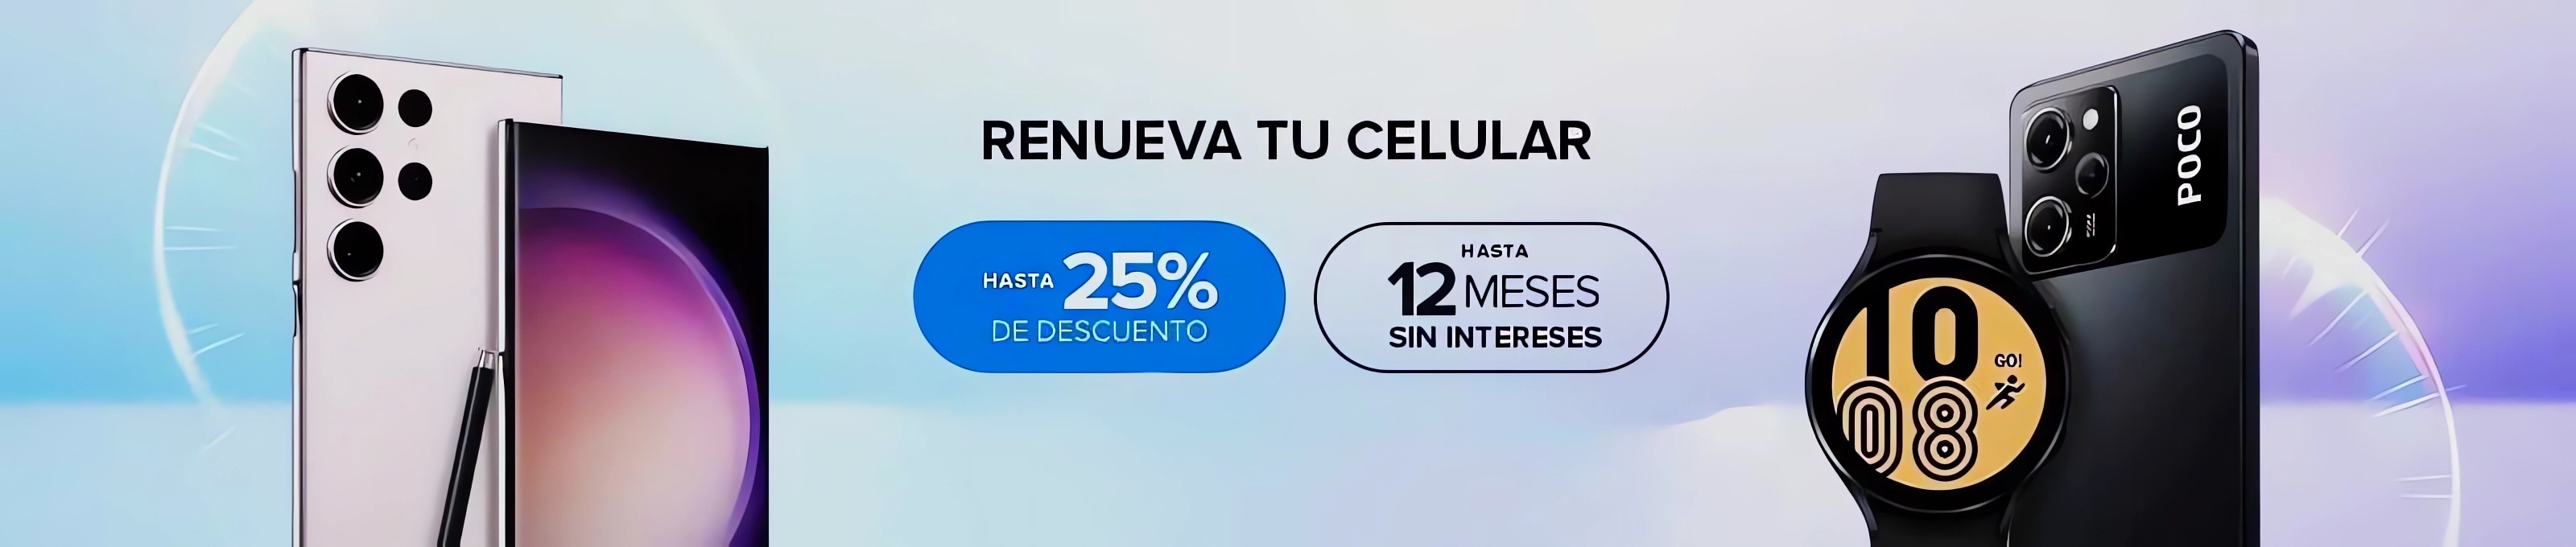 RENUEVA TU CELULAR
HASTA 25%
DE DESCUENTO
HASTA
12 MESES
SIN INTERESES
10
08
GO!
POCO